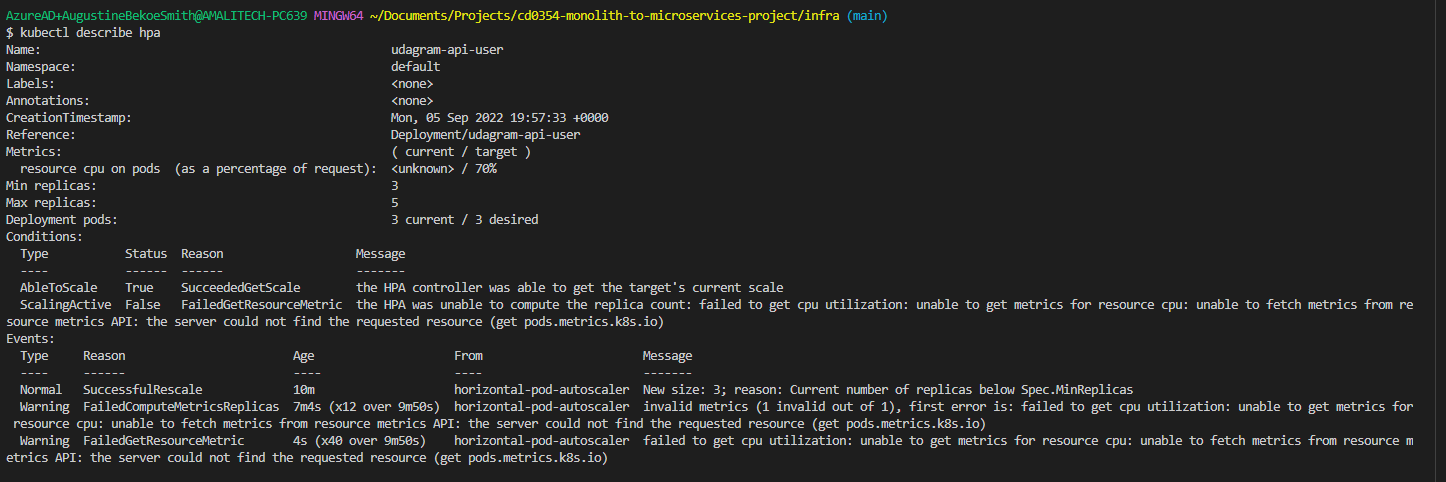 AzureAD+AugustineBekoeSmith@AMALITECH-PC639 MINGW64 ~/Documents/Projects/cd0354-monolith-to-microservices-project/infra (main)
$ kubectl describe hpa
Name:                                                  udagram-api-user
Namespace:                                             default
Labels:                                                <none>
Annotations:                                           <none>
CreationTimestamp:                                     Mon, 05 Sep 2022 19:57:33 +0000
Reference:                                             Deployment/udagram-api-user
Metrics:                                               ( current / target )
  resource cpu on pods  (as a percentage of request):  <unknown> / 70%
Min replicas:                                          3
Max replicas:                                          5
Deployment pods:                                       3 current / 3 desired
Conditions:
  Type           Status  Reason                   Message
  ----           ------  ------                   -------
  AbleToScale    True    SucceededGetScale        the HPA controller was able to get the target's current scale
  ScalingActive  False   FailedGetResourceMetric  the HPA was unable to compute the replica count: failed to get cpu utilization: unable to get metrics for resource cpu: unable to fetch metrics from re
source metrics API: the server could not find the requested resource (get pods.metrics.k8s.io)
Events:
  Type     Reason                        Age                    From                       Message
  ----     ------                        ----                   ----                       -------
  Normal   SuccessfulRescale             10m                    horizontal-pod-autoscaler  New size: 3; reason: Current number of replicas below Spec.MinReplicas
  Warning  FailedComputeMetricsReplicas  7m4s (x12 over 9m50s)  horizontal-pod-autoscaler  invalid metrics (1 invalid out of 1), first error is: failed to get cpu utilization: unable to get metrics for
 resource cpu: unable to fetch metrics from resource metrics API: the server could not find the requested resource (get pods.metrics.k8s.io)
  Warning  FailedGetResourceMetric       4s (x40 over 9m50s)    horizontal-pod-autoscaler  failed to get cpu utilization: unable to get metrics for resource cpu: unable to fetch metrics from resource m
etrics API: the server could not find the requested resource (get pods.metrics.k8s.io)